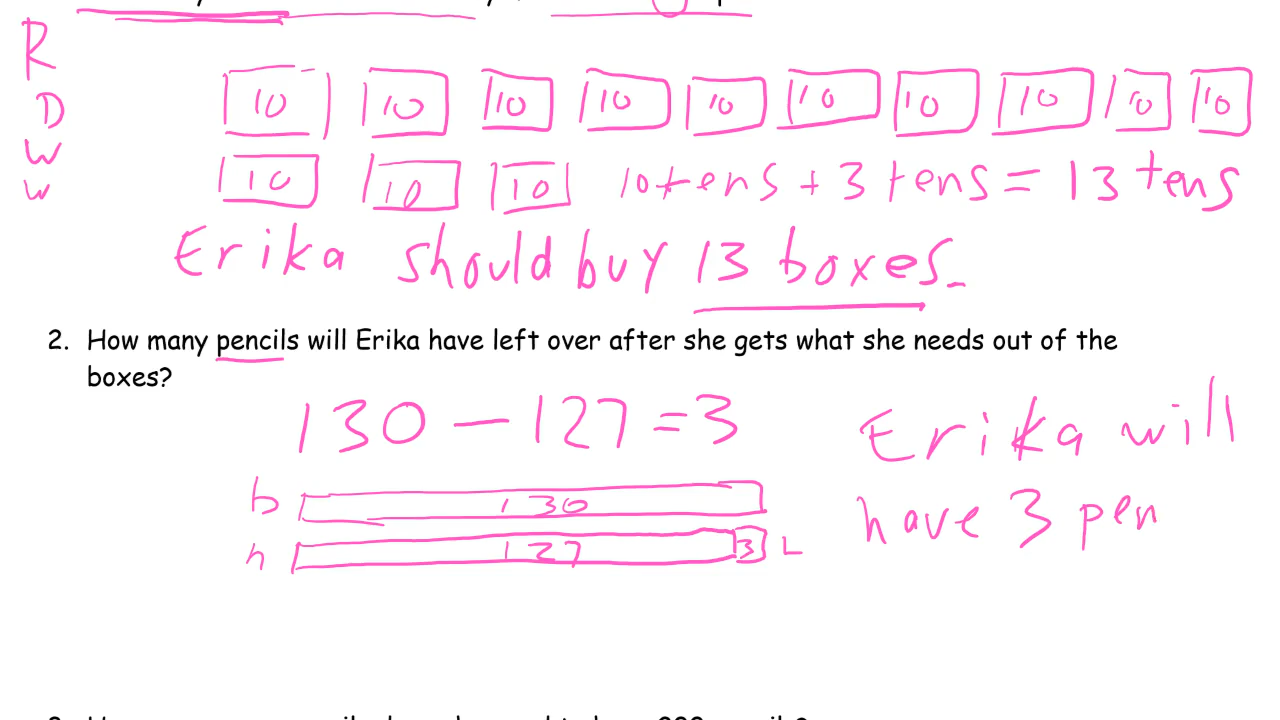 R
D
W
W
10 10 10 10 10 10 10 10 10 10
10 10 10 10 tens + 3 tens = 13 tens
Erika should buy 13 boxes.
2. How many pencils will Erika have left over after she gets what she needs out of the
boxes?
130 - 127 = 3
Erika will
have 3 pen
b 130
n 127 3 L